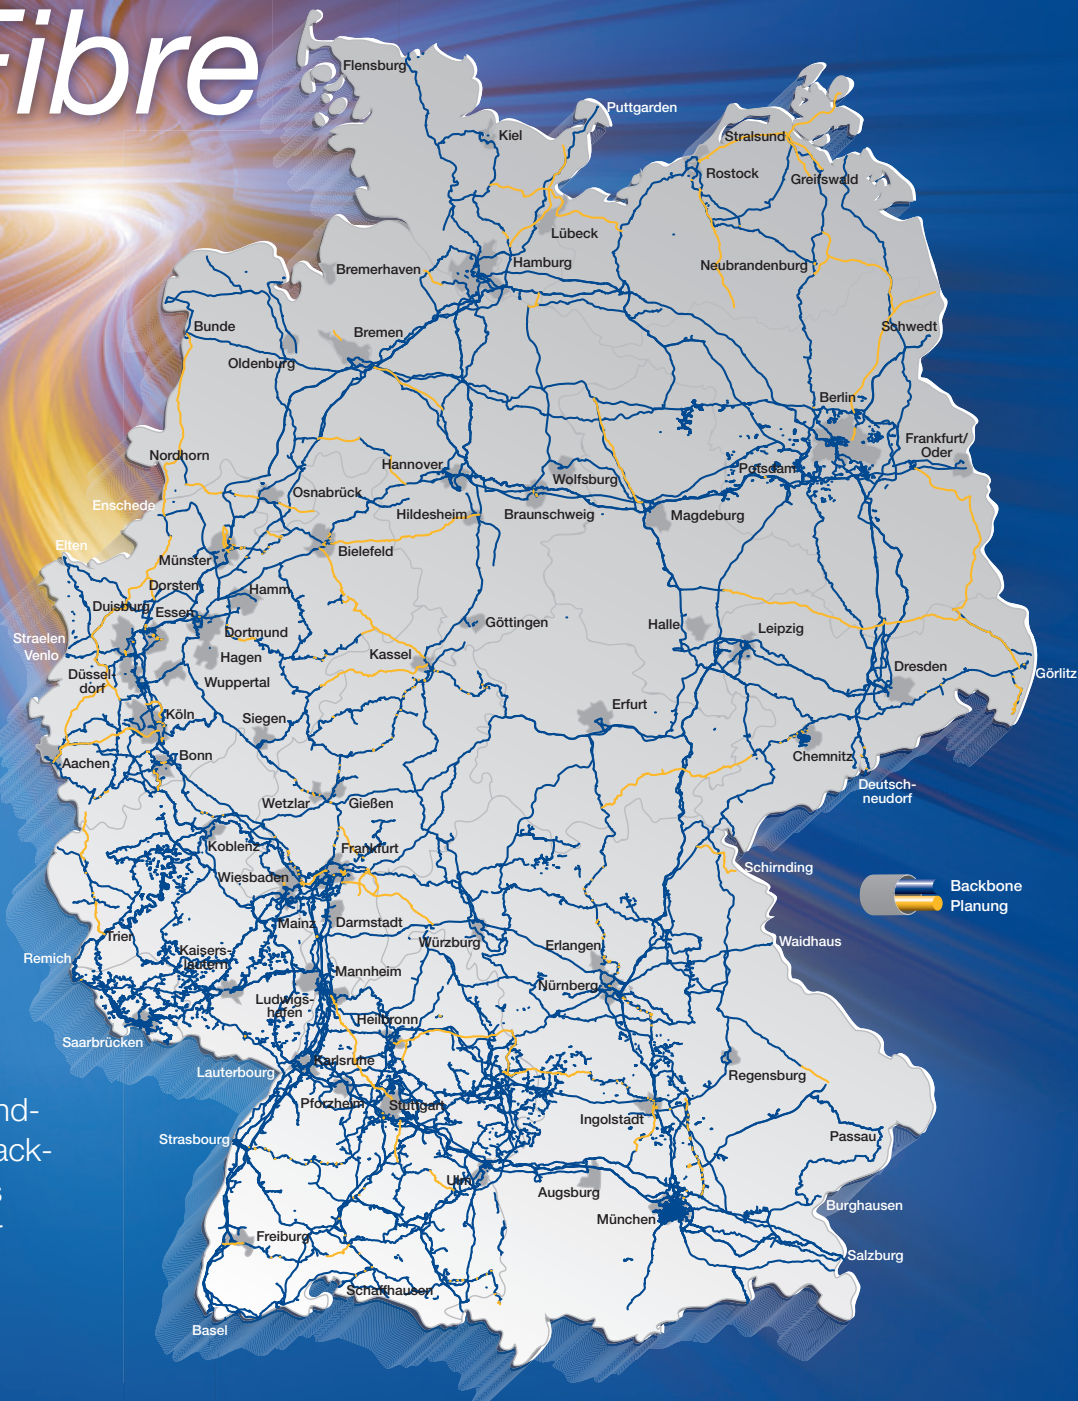 Fibre
Flensburg
Puttgarden
Kiel
Stralsund
Rostock
Greifswald
Lübeck
Hamburg
Bremerhaven
Neubrandenburg
Bunde
Bremen
Schwedt
Oldenburg
Berlin
Frankfurt/
Oder
Nordhorn
Hannover
Potsdam
Wolfsburg
Osnabrück
Enschede
Hildesheim
Braunschweig
Magdeburg
Elten
Bielefeld
Münster
Dorsten
Hamm
Duisburg
Essen
Göttingen
Halle
Leipzig
Straelen
Venlo
Dortmund
Hagen
Kassel
Dresden
Görlitz
Düssel-
dorf
Wuppertal
Köln
Siegen
Erfurt
Bonn
Chemnitz
Aachen
Deutsch-
neudorf
Wetzlar
Gießen
Koblenz
Frankfurt
Schirnding
Wiesbaden
Backbone
Planung
Mainz
Darmstadt
Trier
Würzburg
Erlangen
Waidhaus
Remich
Kaisers-
lautern
Mannheim
Nürnberg
Ludwigs-
hafen
Heilbronn
Saarbrücken
Karlsruhe
Lauterbourg
Regensburg
Pforzheim
Stuttgart
nd-
Ingolstadt
Strasbourg
Passau
ack-
Ulm
Augsburg
Burghausen
München
Freiburg
Salzburg
Schaffhausen
Basel